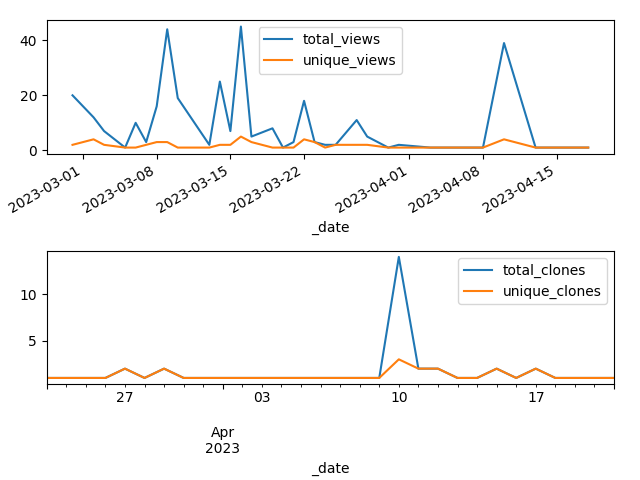 40
20
0
total_views
unique_views
2023-03-01
2023-03-08
2023-03-15
2023-03-22
2023-04-01
2023-04-08
2023-04-15
_date
10
5
total_clones
unique_clones
27
03
10
17
Apr
2023
_date